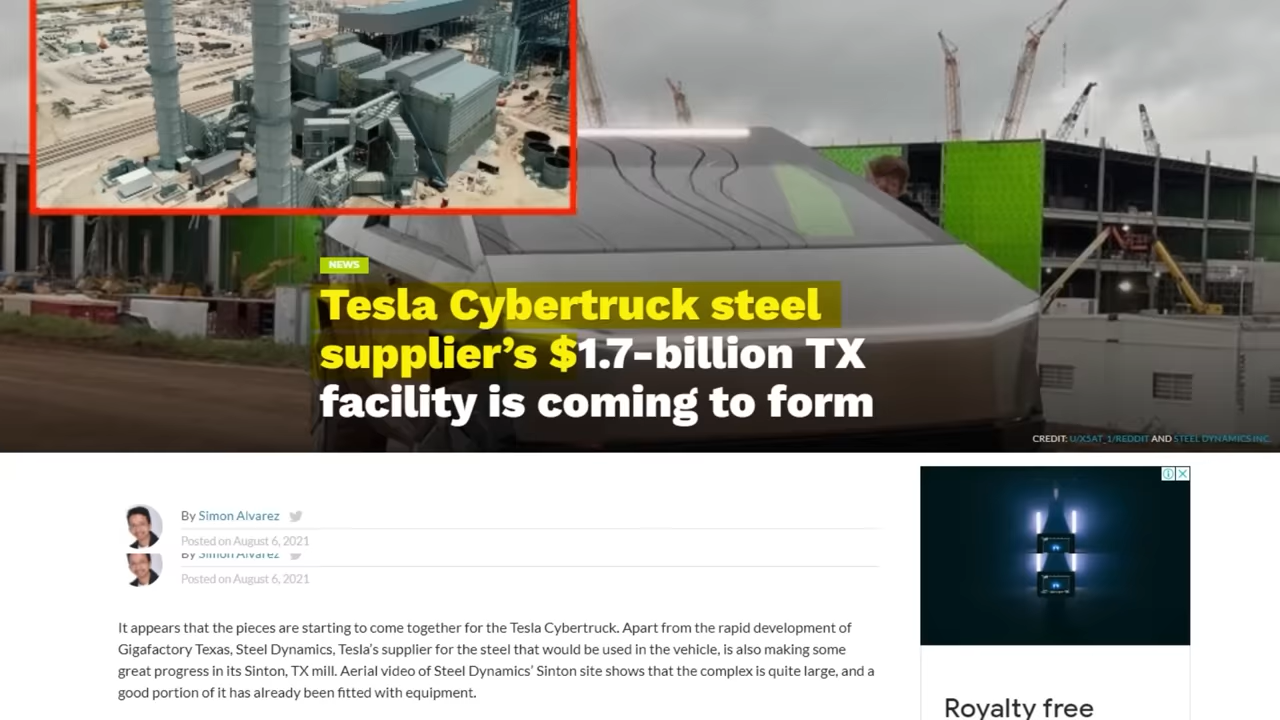 NEWS
Tesla Cybertruck steel
supplier's $1.7-billion TX
facility is coming to form
CREDIT: U/X5AT_1/REDDIT AND STEEL DYNAMICS INC.
By Simon Alvarez
Posted on August 6, 2021
By Simon Alvarez
Posted on August 6, 2021
It appears that the pieces are starting to come together for the Tesla Cybertruck. Apart from the rapid development of
Gigafactory Texas, Steel Dynamics, Tesla's supplier for the steel that would be used in the vehicle, is also making some
great progress in its Sinton, TX mill. Aerial video of Steel Dynamics' Sinton site shows that the complex is quite large, and a
good portion of it has already been fitted with equipment.
Royalty free